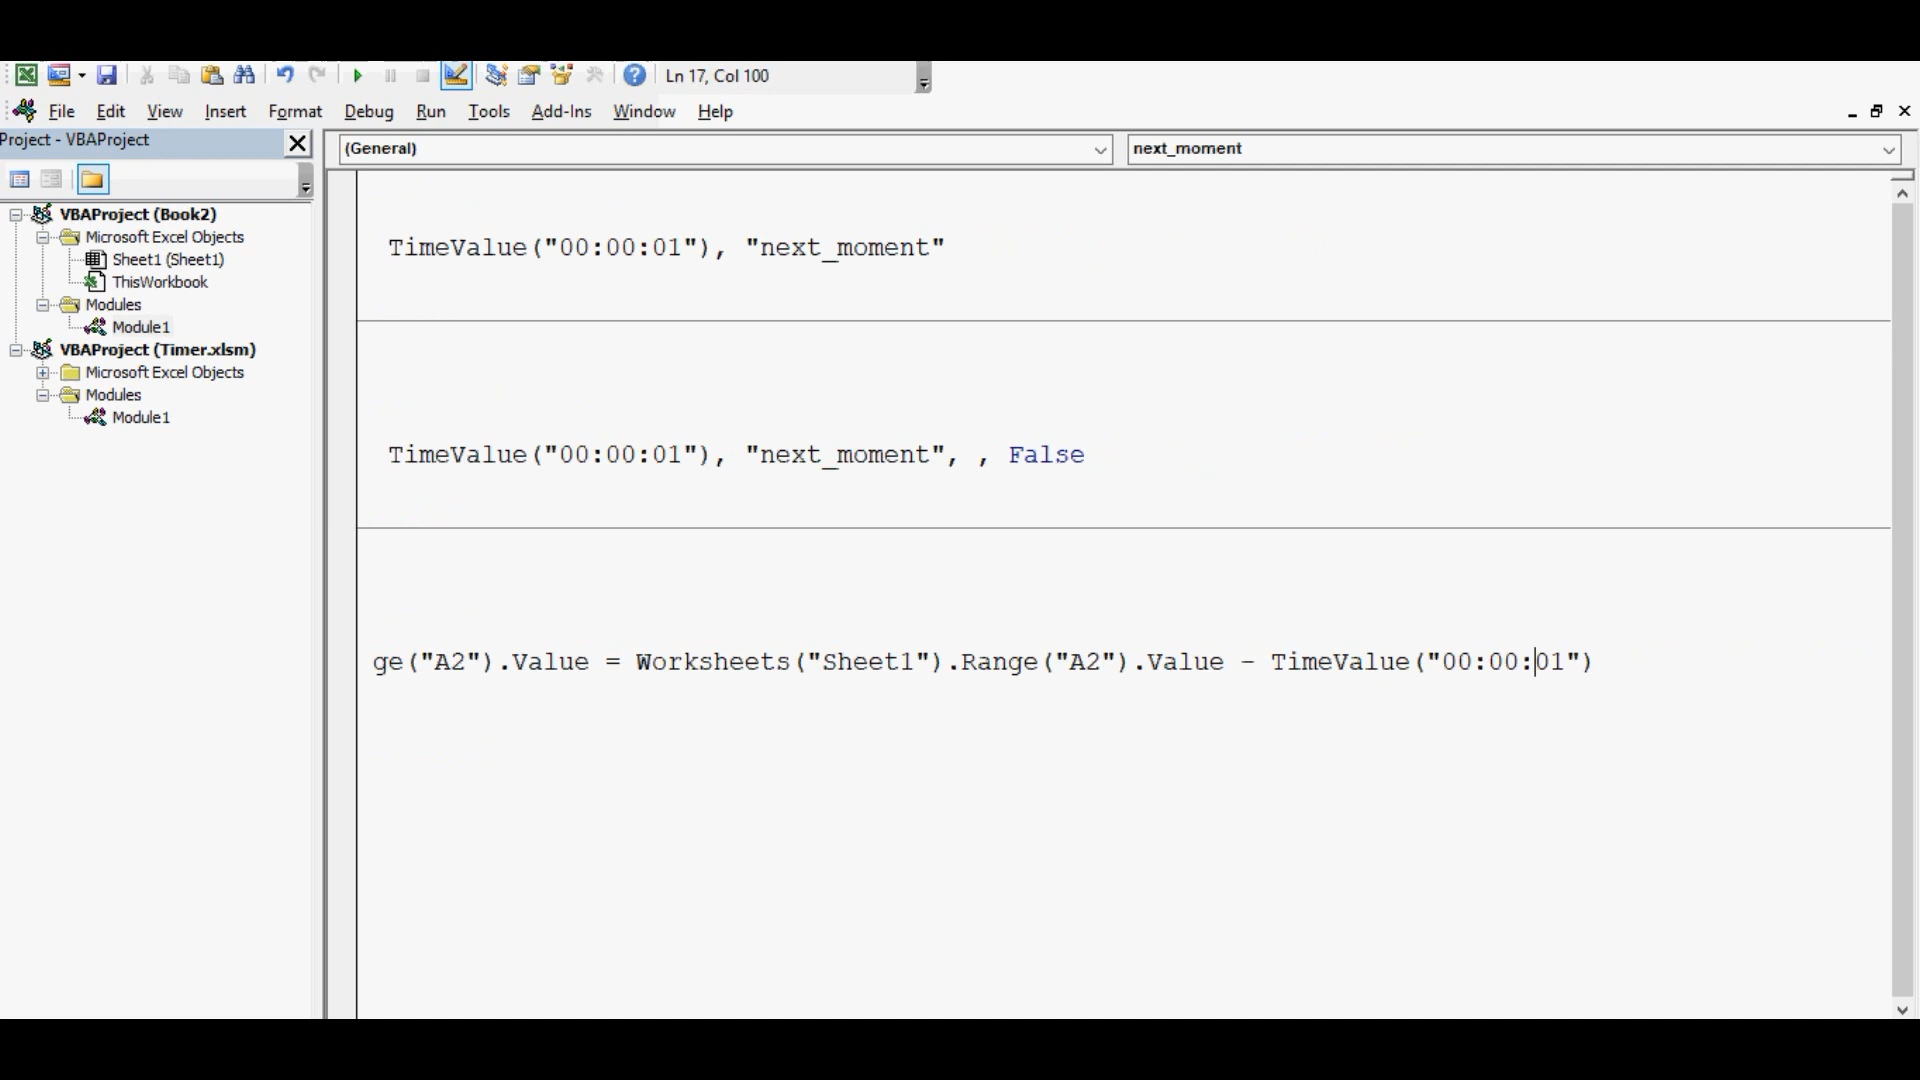 Ln 17, Col 100
File Edit View Insert Format Debug Run Tools Add-Ins Window Help
Project - VBAProject
(General)
next_moment
VBAProject (Book2)
Microsoft Excel Objects
Sheet1 (Sheet1)
ThisWorkbook
Modules
Module1
VBAProject (Timer.xlsm)
Microsoft Excel Objects
Modules
Module1
TimeValue("00:00:01"), "next_moment"
TimeValue("00:00:01"), "next_moment", , False
ge("A2").Value = Worksheets("Sheet1").Range("A2").Value - TimeValue("00:00:01")